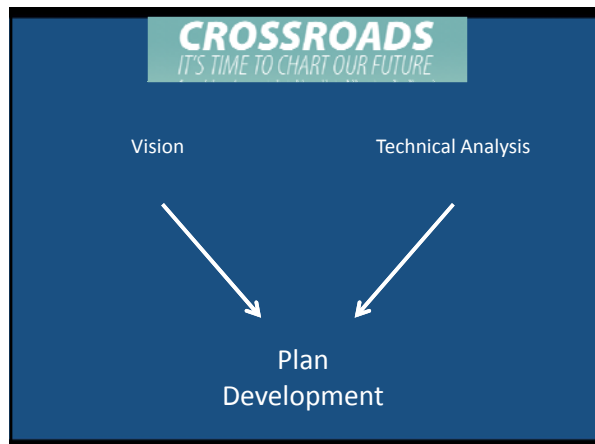 CROSSROADS
IT'S TIME TO CHART OUR FUTURE
Vision
Technical Analysis
Plan
Development